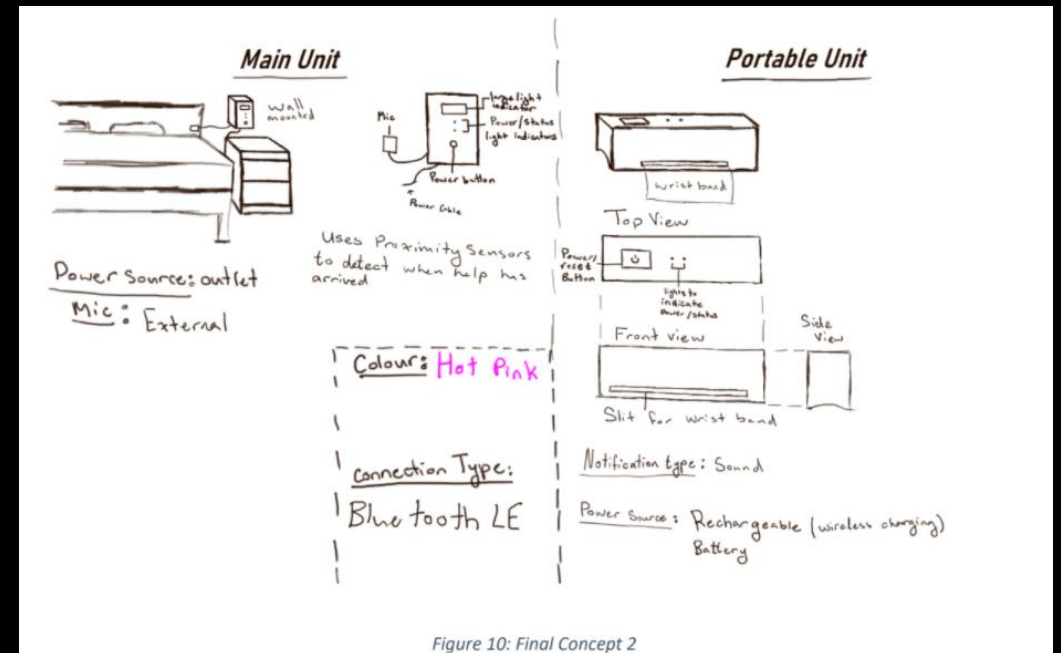 Main Unit
wall
mounted
Mic
large light
indicator
Power/Status
light indicators
Power button
Power Cable
Uses Proximity Sensors
to detect when help has
arrived
Power Source: outlet
Mic: External
Colour: Hot Pink
Connection Type:
Bluetooth LE
Portable Unit
wrist band
Top View
Power/
reset
Button
lights to
indicate
Power/status
Front view
Side
View
Slit for wrist band
Notification type: Sound
Power Source: Rechargeable (wireless charging)
Battery
Figure 10: Final Concept 2